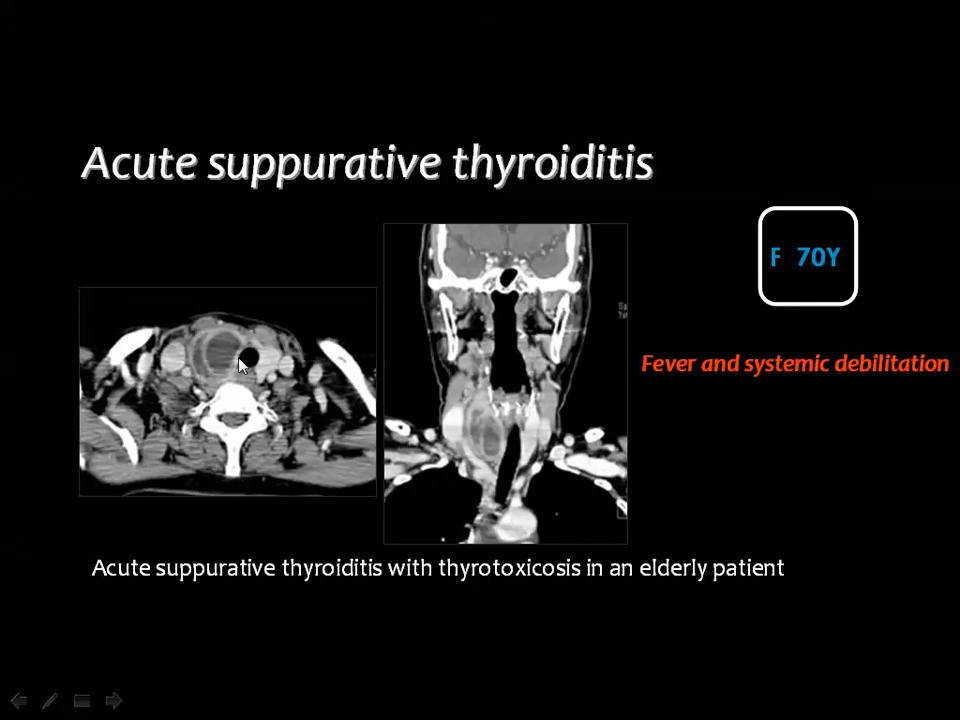 Acute suppurative thyroiditis
F 70Y
Fever and systemic debilitation
Acute suppurative thyroiditis with thyrotoxicosis in an elderly patient